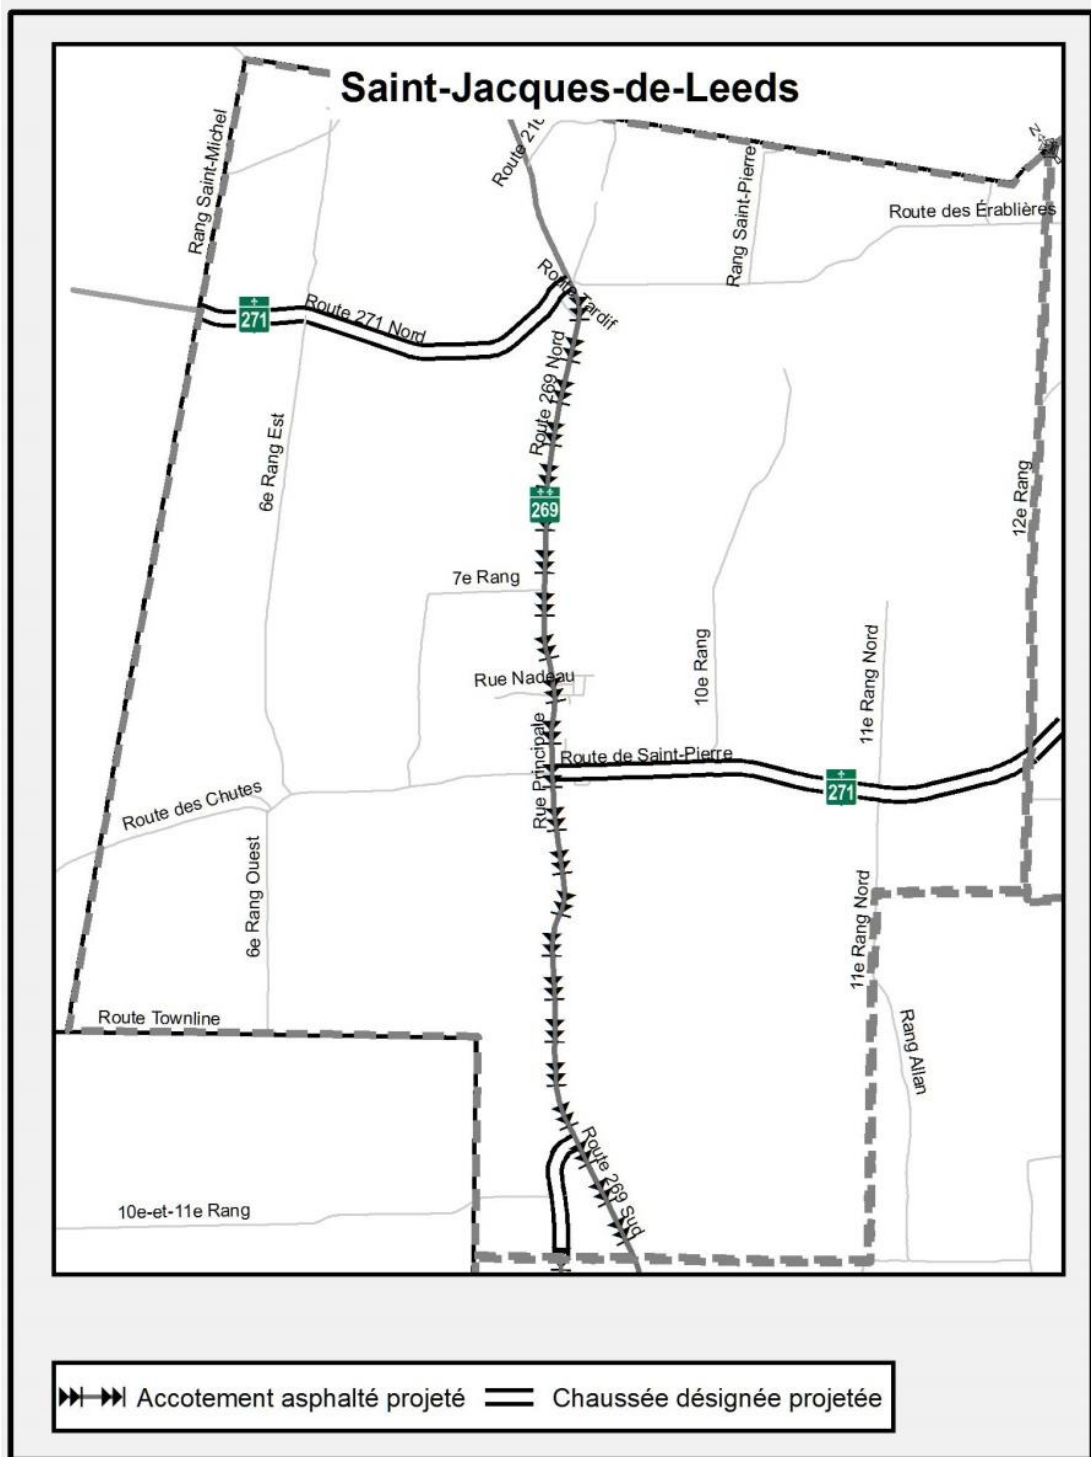 Saint-Jacques-de-Leeds
Rang Saint-Michel
Route 216
Rang Saint-Pierre
Route des Érablières
Route Tardif
271
Route 271 Nord
Route 269 Nord
6e Rang Est
12e Rang
269
7e Rang
Rue Nadeau
10e Rang
11e Rang Nord
Rue Principale
Route de Saint-Pierre
271
Route des Chutes
6e Rang Ouest
11e Rang Nord
Route Townline
Rang Allan
Route 269 Sud
10e-et-11e Rang
Accotement asphalté projeté
Chaussée désignée projetée